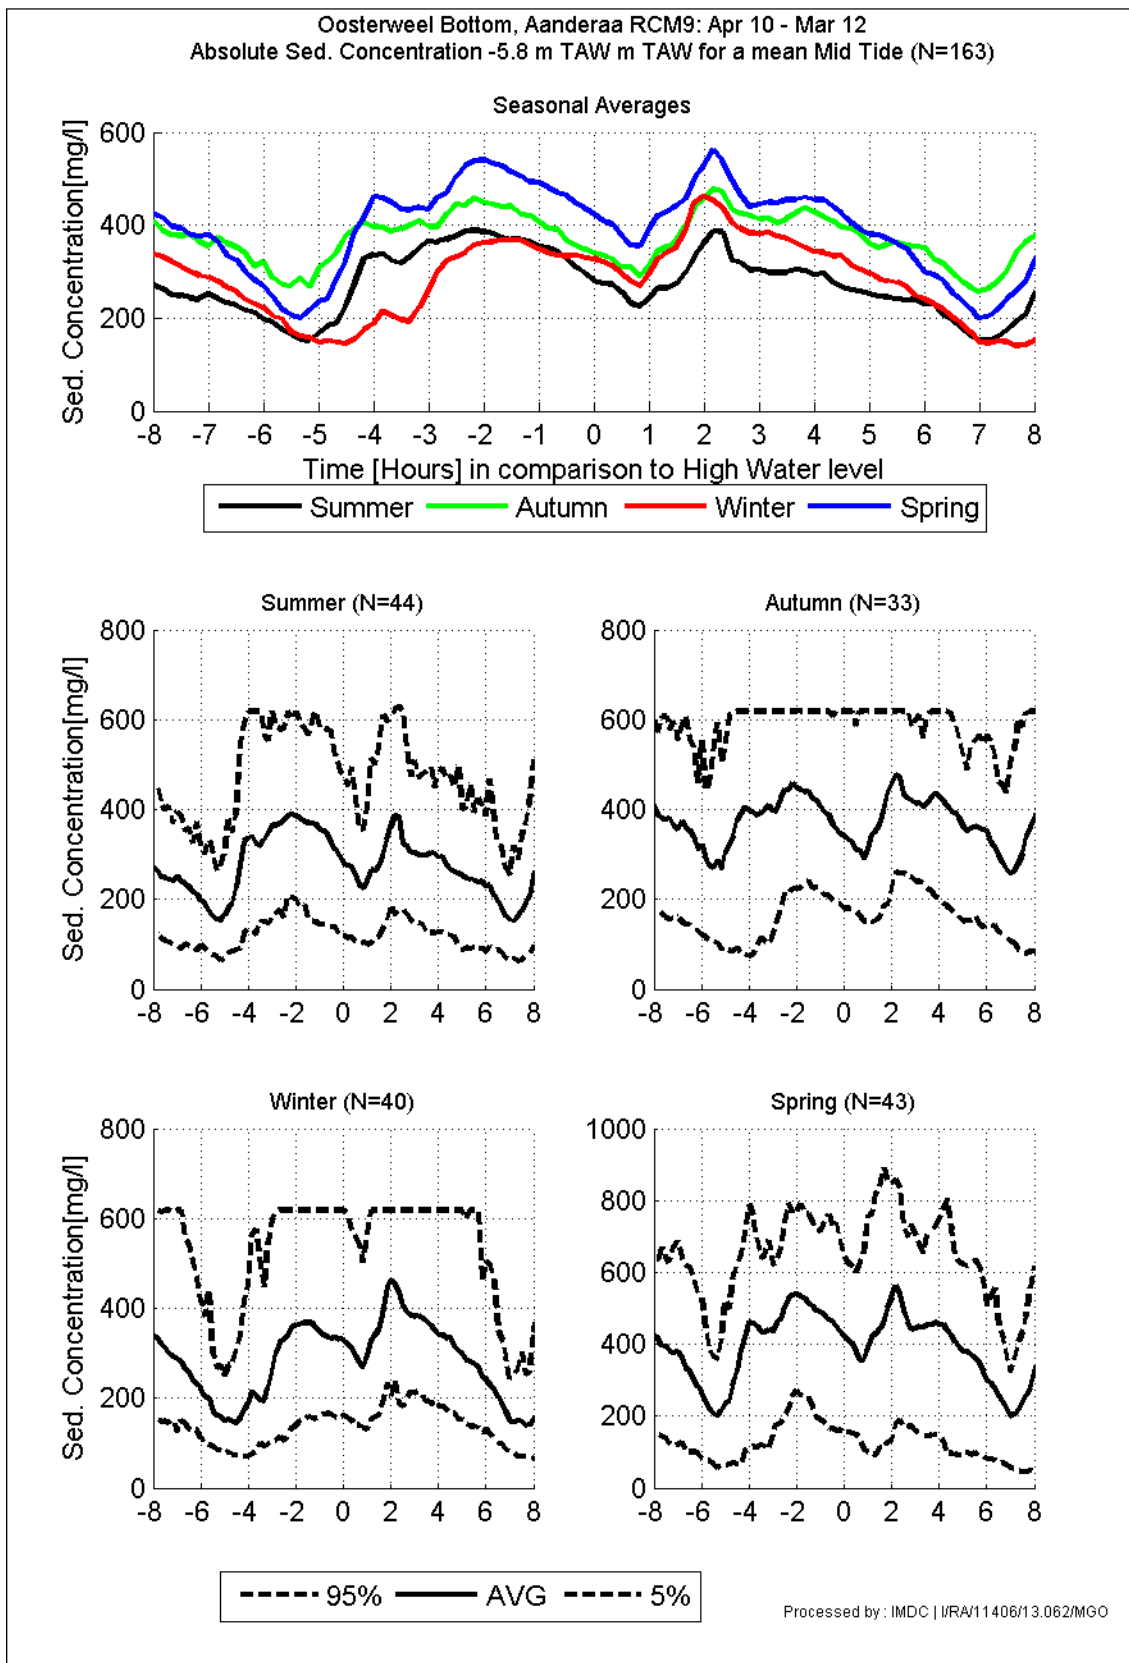 Oosterweel Bottom, Aanderaa RCM9: Apr 10 - Mar 12
Absolute Sed. Concentration -5.8 m TAW m TAW for a mean Mid Tide (N=163)
Seasonal Averages
Sed. Concentration[mg/l]
600
400
200
0
-8 -7 -6 -5 -4 -3 -2 -1 0 1 2 3 4 5 6 7 8
Time [Hours] in comparison to High Water level
Summer Autumn Winter Spring
Summer (N=44)
Sed. Concentration[mg/l]
800
600
400
200
0
-8 -6 -4 -2 0 2 4 6 8
Autumn (N=33)
800
600
400
200
0
-8 -6 -4 -2 0 2 4 6 8
Winter (N=40)
Sed. Concentration[mg/l]
800
600
400
200
0
-8 -6 -4 -2 0 2 4 6 8
Spring (N=43)
1000
800
600
400
200
0
-8 -6 -4 -2 0 2 4 6 8
95% AVG 5%
Processed by : IMDC | I/RA/11406/13.062/MGO